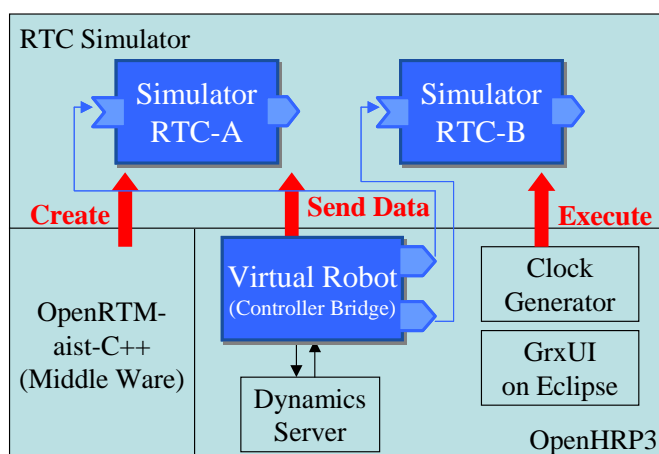 RTC Simulator
Simulator
RTC-A
Simulator
RTC-B
Create
Send Data
Execute
Virtual Robot
(Controller Bridge)
Clock
Generator
OpenRTM-
aist-C++
(Middle Ware)
GrxUI
on Eclipse
Dynamics
Server
OpenHRP3